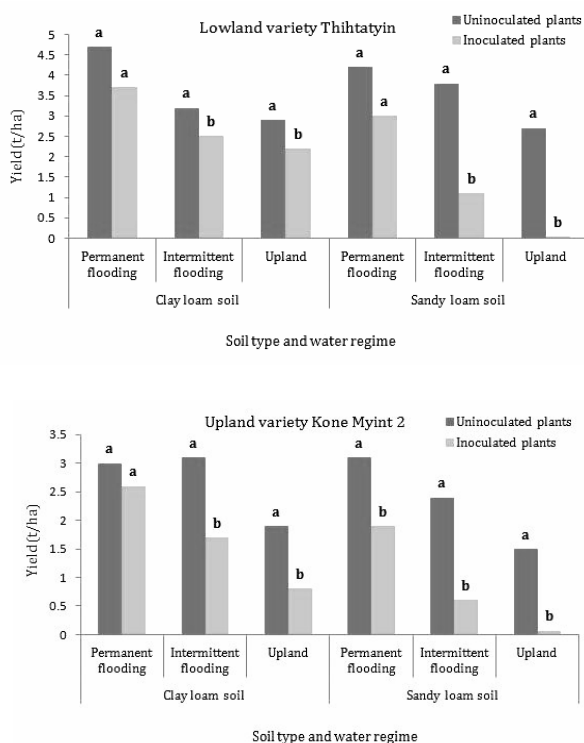 Lowland variety Thihtatyin
Uninoculated plants
Inoculated plants
Yield (t/ha)
5
4.5
4
3.5
3
2.5
2
1.5
1
0.5
0
a a a b a b a a a b a b
Permanent flooding Intermittent flooding Upland Permanent flooding Intermittent flooding Upland
Clay loam soil Sandy loam soil
Soil type and water regime
Upland variety Kone Myint 2
Uninoculated plants
Inoculated plants
Yield (t/ha)
3.5
3
2.5
2
1.5
1
0.5
0
a a a b a b a b a b a b
Permanent flooding Intermittent flooding Upland Permanent flooding Intermittent flooding Upland
Clay loam soil Sandy loam soil
Soil type and water regime